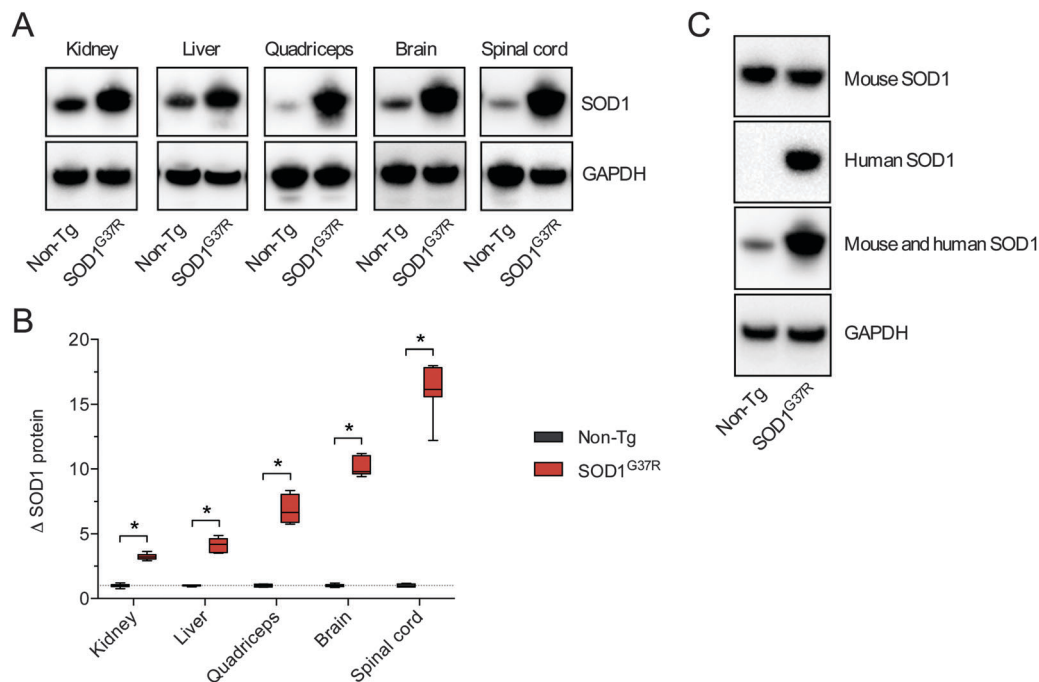 A
Kidney Liver Quadriceps Brain Spinal cord
SOD1
GAPDH
Non-Tg SOD1G37R Non-Tg SOD1G37R Non-Tg SOD1G37R Non-Tg SOD1G37R Non-Tg SOD1G37R
B
Δ SOD1 protein
20
15
10
5
0
* * * * *
Kidney Liver Quadriceps Brain Spinal cord
Non-Tg
SOD1G37R
C
Mouse SOD1
Human SOD1
Mouse and human SOD1
GAPDH
Non-Tg SOD1G37R